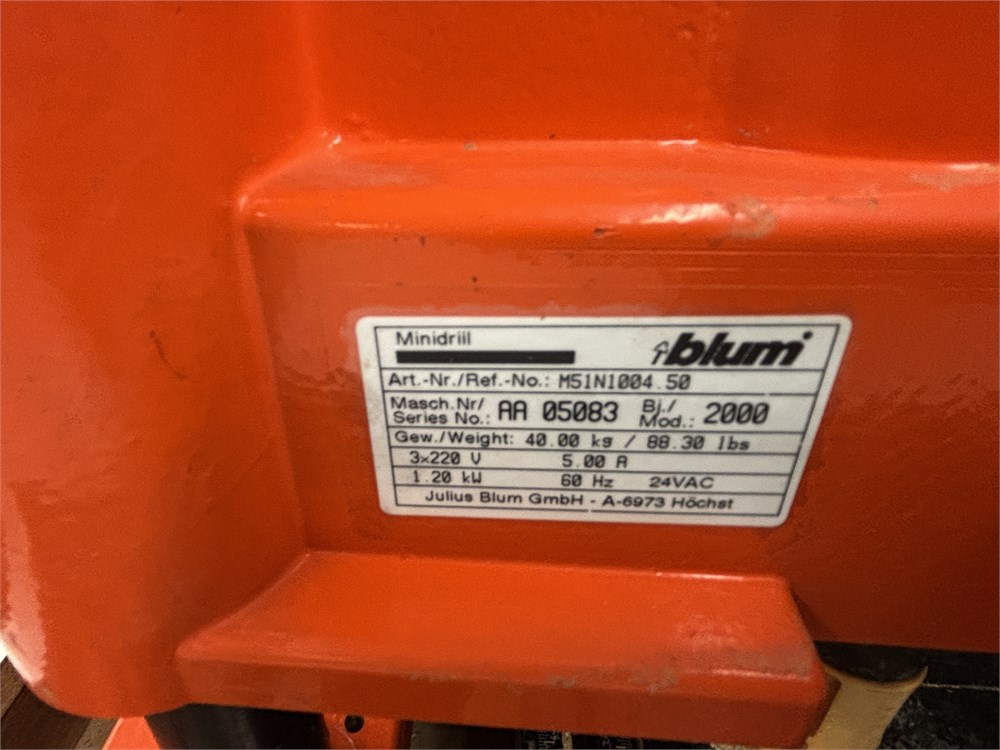 Minidrill
blum
Art.-Nr./Ref.-No.: M51N1004.50
Masch.Nr/ Series No.: AA 05083 Bj./ Mod.: 2000
Gew./Weight: 40.00 kg / 88.30 lbs
3x220 V 5.00 A
1.20 kW 60 Hz 24VAC
Julius Blum GmbH - A-6973 Höchst